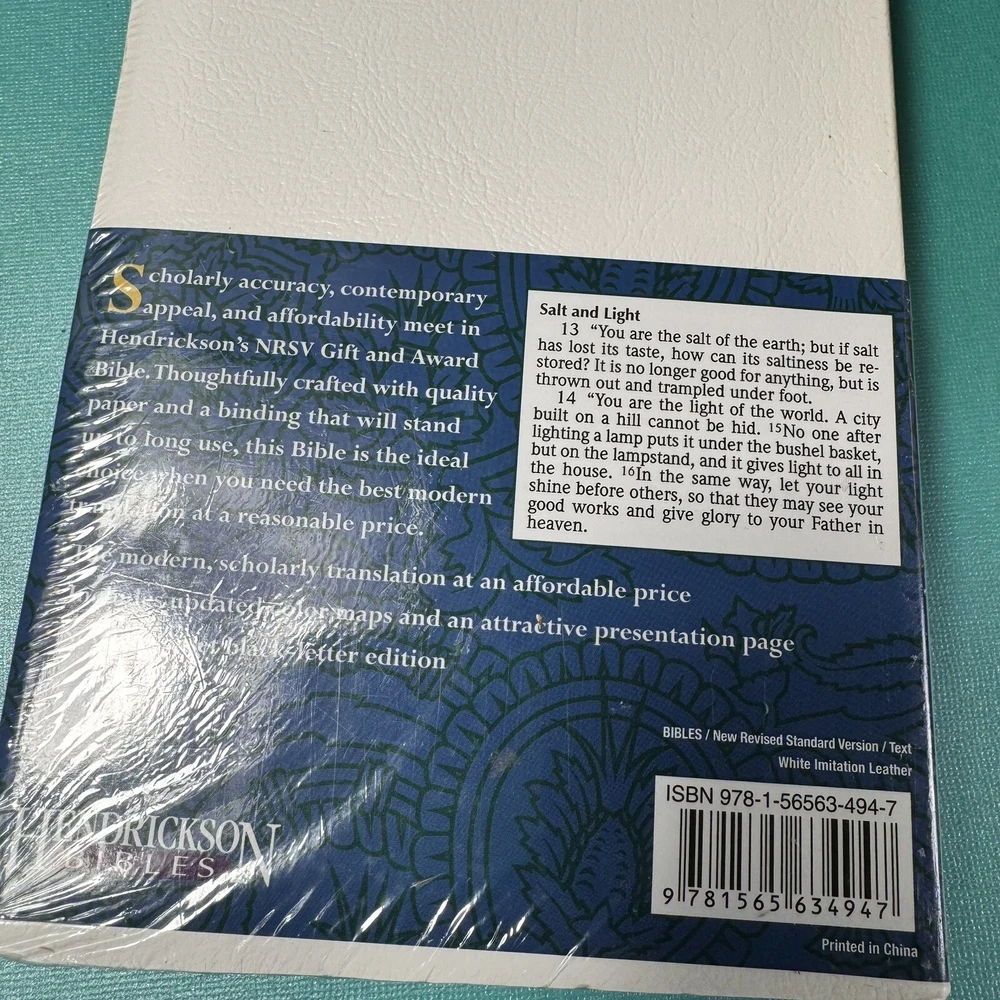 Scholarly accuracy, contemporary
appeal, and affordability meet in
Hendrickson's NRSV Gift and Award
Bible. Thoughtfully crafted with quality
paper and a binding that will stand
up to long use, this Bible is the ideal
choice when you need the best modern
translation at a reasonable price.
The modern, scholarly translation at an affordable price
updated color maps and an attractive presentation page
black-letter edition
Salt and Light
13 “You are the salt of the earth; but if salt
has lost its taste, how can its saltiness be re-
stored? It is no longer good for anything, but is
thrown out and trampled under foot.
14 “You are the light of the world. A city
built on a hill cannot be hid. 15No one after
lighting a lamp puts it under the bushel basket,
but on the lampstand, and it gives light to all in
the house. 16In the same way, let your light
shine before others, so that they may see your
good works and give glory to your Father in
heaven.
BIBLES / New Revised Standard Version / Text
White Imitation Leather
ISBN 978-1-56563-494-7
9 781565 634947
Printed in China
HENDRICKSON
BIBLES